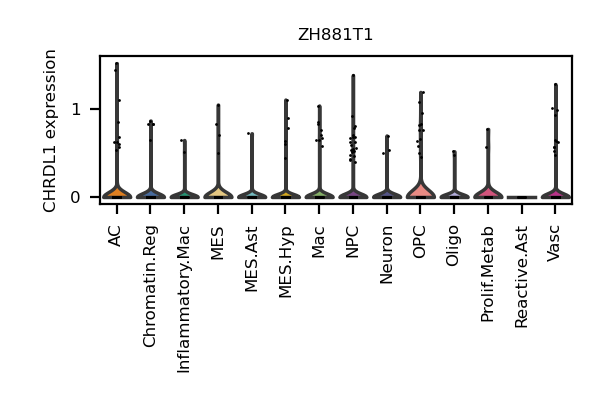 ZH881T1
CHRDL1 expression
1
0
AC
Chromatin.Reg
Inflammatory.Mac
MES
MES.Ast
MES.Hyp
Mac
NPC
Neuron
OPC
Oligo
Prolif.Metab
Reactive.Ast
Vasc